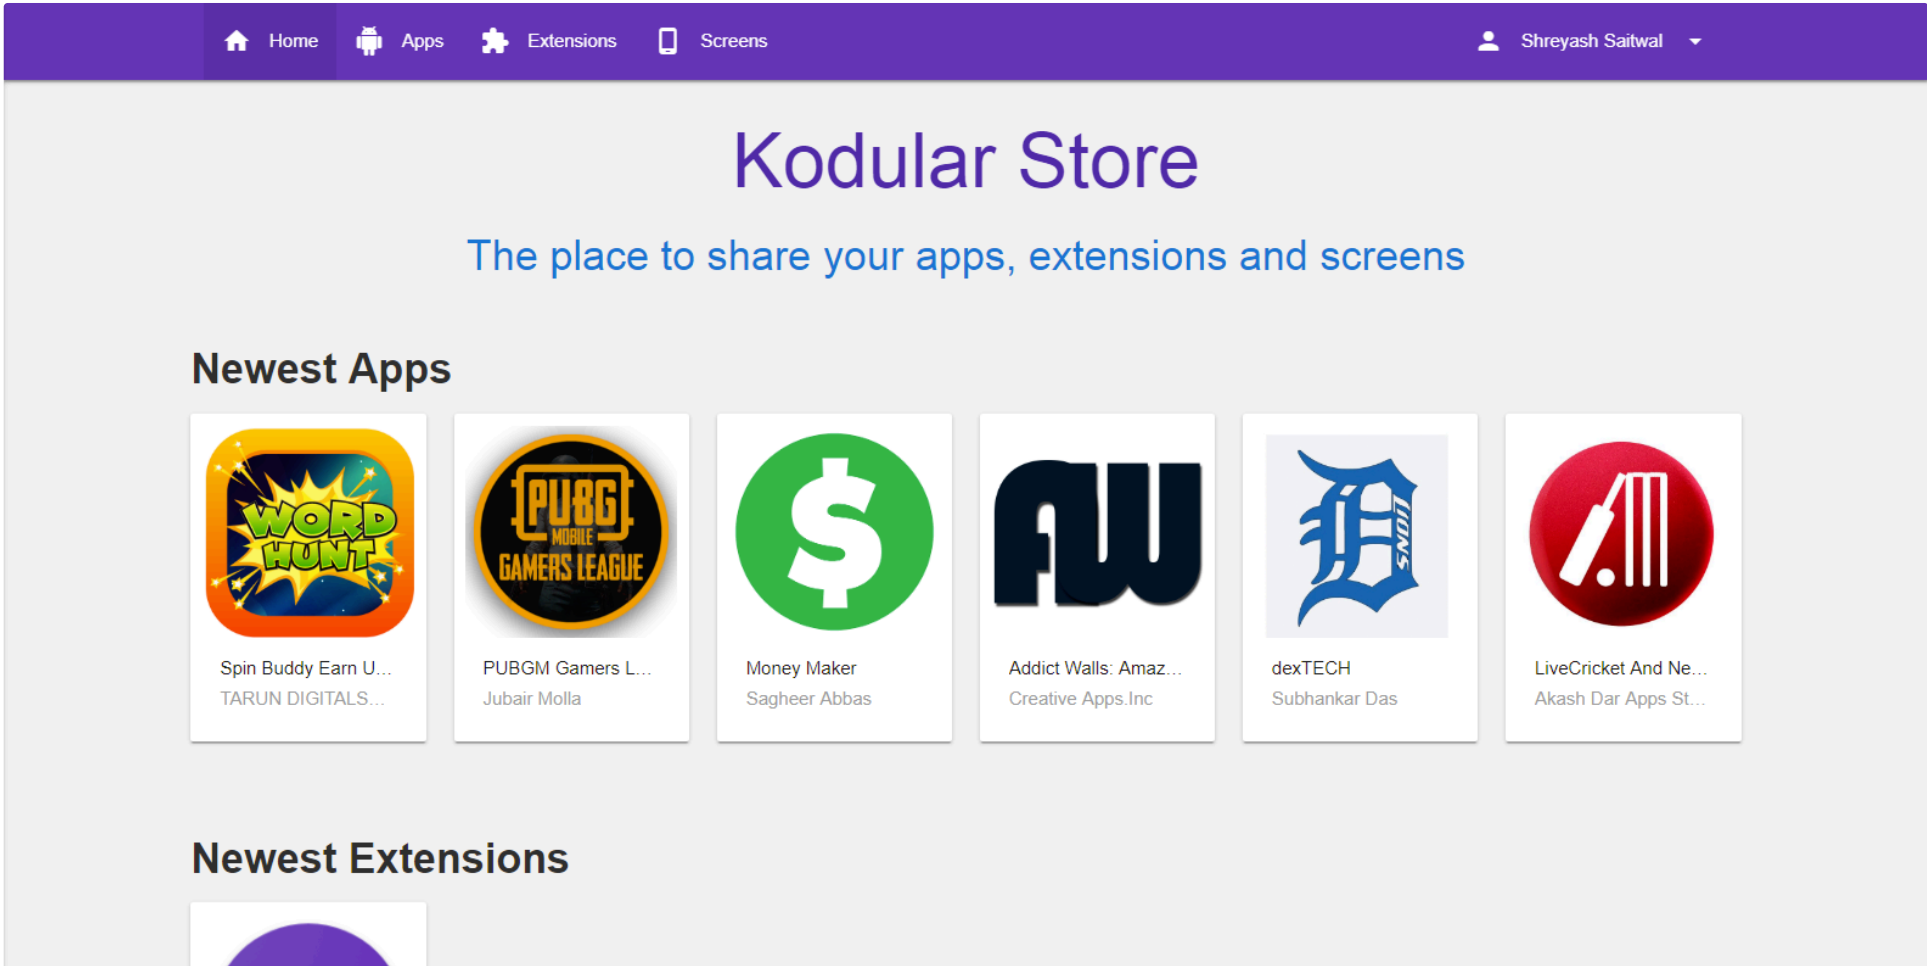 Home Apps Extensions Screens Shreyash Saitwal
Kodular Store
The place to share your apps, extensions and screens
Newest Apps
WORD
HUNT
PUBG
MOBILE
GAMERS LEAGUE
$
AW
D
LIONS
Spin Buddy Earn U... PUBGM Gamers L... Money Maker Addict Walls: Amaz... dexTECH LiveCricket And Ne...
TARUN DIGITALS... Jubair Molla Sagheer Abbas Creative Apps.Inc Subhankar Das Akash Dar Apps St...
Newest Extensions